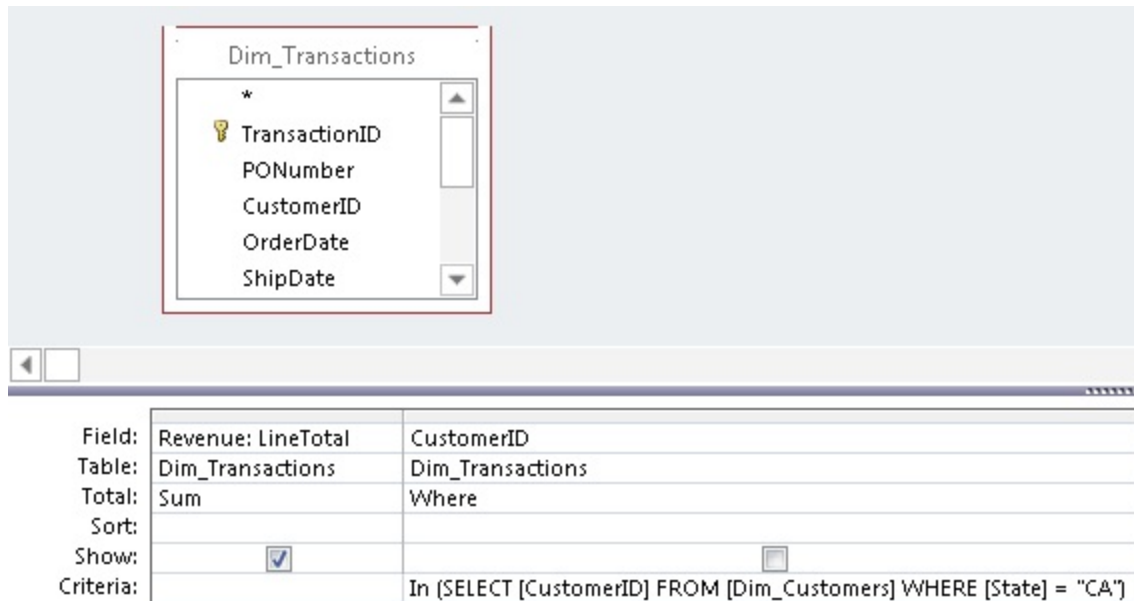 Dim_Transactions
*
TransactionID
PONumber
CustomerID
OrderDate
ShipDate
Field: Revenue: LineTotal CustomerID
Table: Dim_Transactions Dim_Transactions
Total: Sum Where
Sort:
Show:
Criteria: In (SELECT [CustomerID] FROM [Dim_Customers] WHERE [State] = "CA")